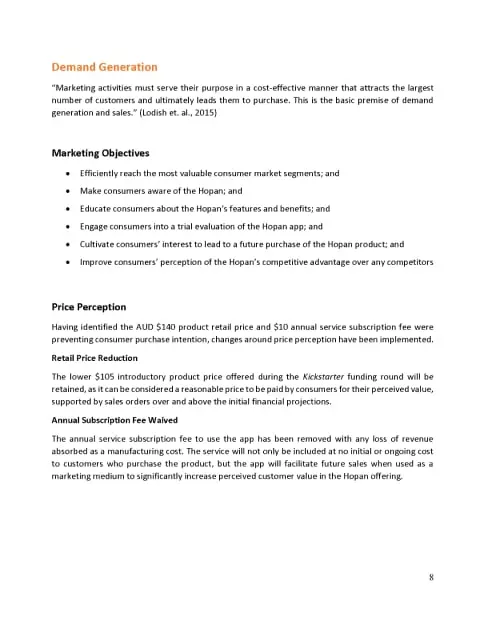 Demand Generation
“Marketing activities must serve their purpose in a cost-effective manner that attracts the largest
number of customers and ultimately leads them to purchase. This is the basic premise of demand
generation and sales.” (Lodish et. al., 2015)
Marketing Objectives
• Efficiently reach the most valuable consumer market segments; and
• Make consumers aware of the Hopan; and
• Educate consumers about the Hopan’s features and benefits; and
• Engage consumers into a trial evaluation of the Hopan app; and
• Cultivate consumers’ interest to lead to a future purchase of the Hopan product; and
• Improve consumers’ perception of the Hopan’s competitive advantage over any competitors
Price Perception
Having identified the AUD $140 product retail price and $10 annual service subscription fee were
preventing consumer purchase intention, changes around price perception have been implemented.
Retail Price Reduction
The lower $105 introductory product price offered during the Kickstarter funding round will be
retained, as it can be considered a reasonable price to be paid by consumers for their perceived value,
supported by sales orders over and above the initial financial projections.
Annual Subscription Fee Waived
The annual service subscription fee to use the app has been removed with any loss of revenue
absorbed as a manufacturing cost. The service will not only be included at no initial or ongoing cost
to customers who purchase the product, but the app will facilitate future sales when used as a
marketing medium to significantly increase perceived customer value in the Hopan offering.
8